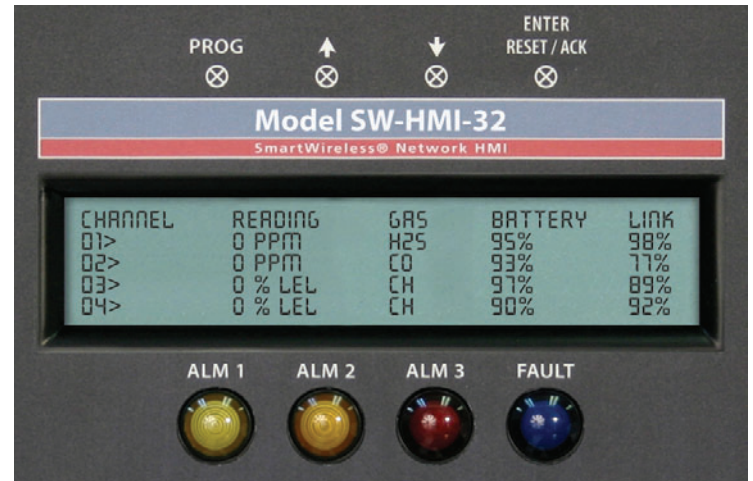 PROG
ENTER
RESET / ACK
Model SW-HMI-32
SmartWireless® Network HMI
CHANNEL READING GAS BATTERY LINK
01> 0 PPM H2S 95% 98%
02> 0 PPM CO 93% 77%
03> 0 % LEL CH 97% 89%
04> 0 % LEL CH 90% 92%
ALM 1 ALM 2 ALM 3 FAULT